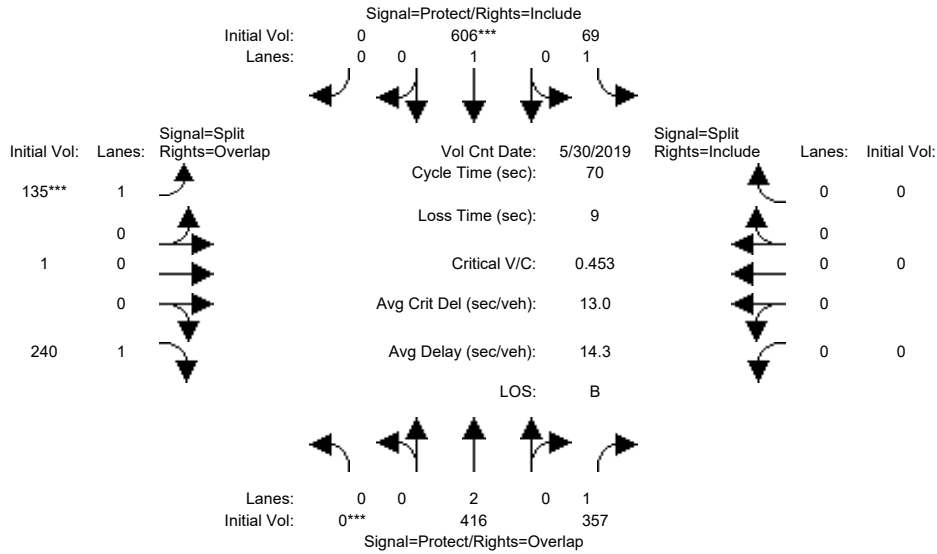 Signal=Protect/Rights=Include
Initial Vol: 0 606*** 69
Lanes: 0 0 1 0 1
Signal=Split
Initial Vol: Lanes: Rights=Overlap
Vol Cnt Date: 5/30/2019
Signal=Split
Rights=Include Lanes: Initial Vol:
Cycle Time (sec): 70
135*** 1 0 0
Loss Time (sec): 9
0 0
1 0 Critical V/C: 0.453 0 0
0 Avg Crit Del (sec/veh): 13.0 0
240 1 Avg Delay (sec/veh): 14.3 0 0
LOS: B
Lanes: 0 0 2 0 1
Initial Vol: 0*** 416 357
Signal=Protect/Rights=Overlap